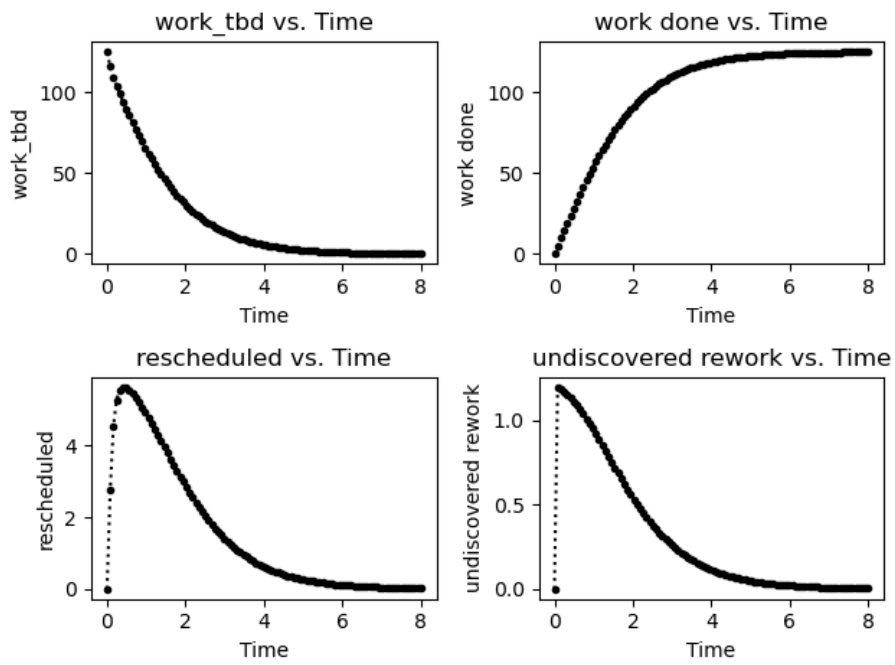 work_tbd vs. Time
work_tbd
100
50
0
0 2 4 6 8
Time
work done vs. Time
work done
100
50
0
0 2 4 6 8
Time
rescheduled vs. Time
rescheduled
4
2
0
0 2 4 6 8
Time
undiscovered rework vs. Time
undiscovered rework
1.0
0.5
0.0
0 2 4 6 8
Time